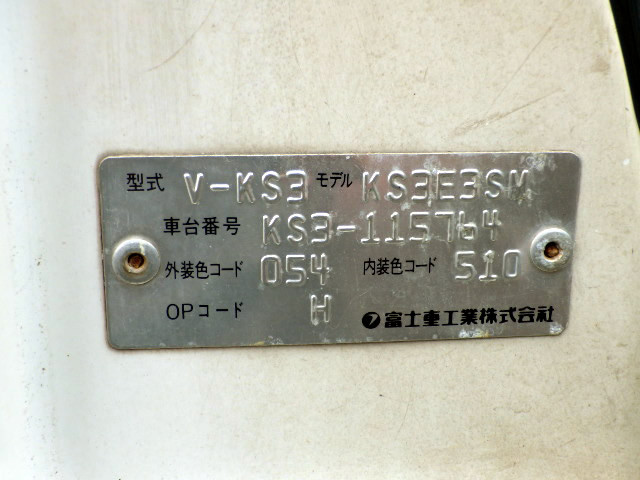 型式 V-KS3 モデル KS3E3SM
車台番号 KS3-115764
外装色コード 054 内装色コード 510
OPコード H 富士重工業株式会社